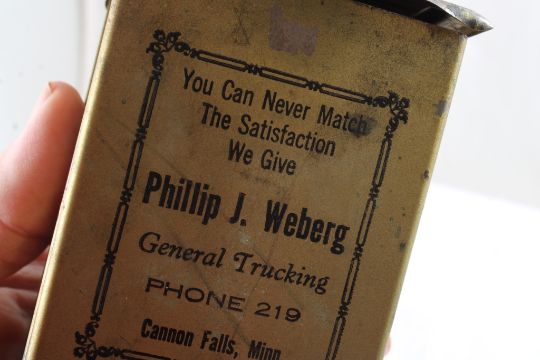 You Can Never Match
The Satisfaction
We Give
Phillip J. Weberg
General Trucking
PHONE 219
Cannon Falls, Minn.